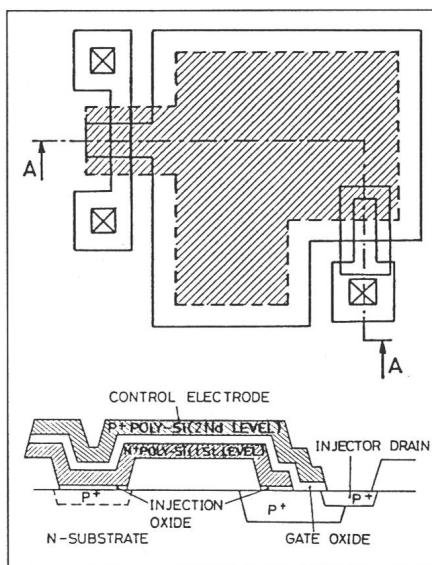 A
A
CONTROL ELECTRODE
P+ POLY-Si(2Nd LEVEL)
N+ POLY-Si(1St LEVEL)
INJECTOR DRAIN
P+
INJECTION
OXIDE
P+
P+
N-SUBSTRATE
GATE OXIDE